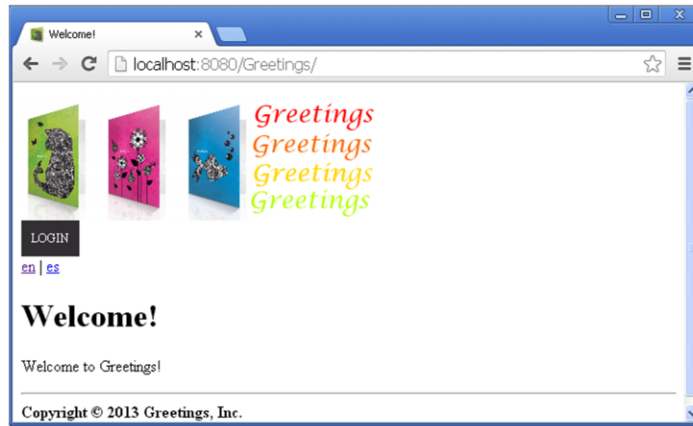 Welcome!
localhost:8080/Greetings/
Greetings
Greetings
Greetings
Greetings
LOGIN
en | es
Welcome!
Welcome to Greetings!
Copyright © 2013 Greetings, Inc.